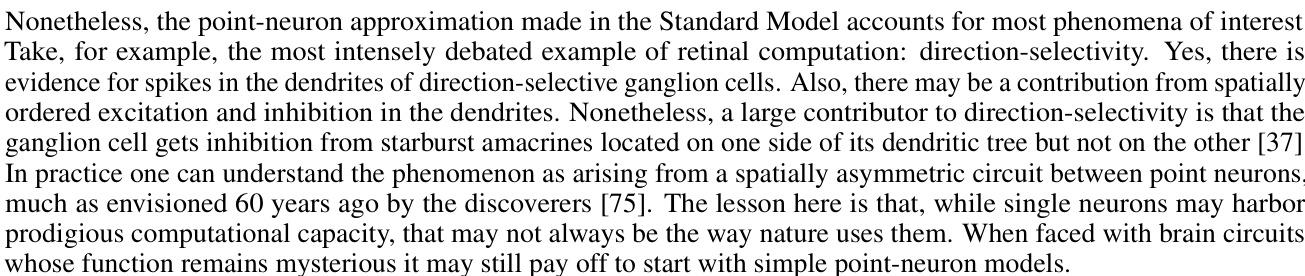 Nonetheless, the point-neuron approximation made in the Standard Model accounts for most phenomena of interest
Take, for example, the most intensely debated example of retinal computation: direction-selectivity. Yes, there is
evidence for spikes in the dendrites of direction-selective ganglion cells. Also, there may be a contribution from spatially
ordered excitation and inhibition in the dendrites. Nonetheless, a large contributor to direction-selectivity is that the
ganglion cell gets inhibition from starburst amacrines located on one side of its dendritic tree but not on the other [37]
In practice one can understand the phenomenon as arising from a spatially asymmetric circuit between point neurons,
much as envisioned 60 years ago by the discoverers [75]. The lesson here is that, while single neurons may harbor
prodigious computational capacity, that may not always be the way nature uses them. When faced with brain circuits
whose function remains mysterious it may still pay off to start with simple point-neuron models.